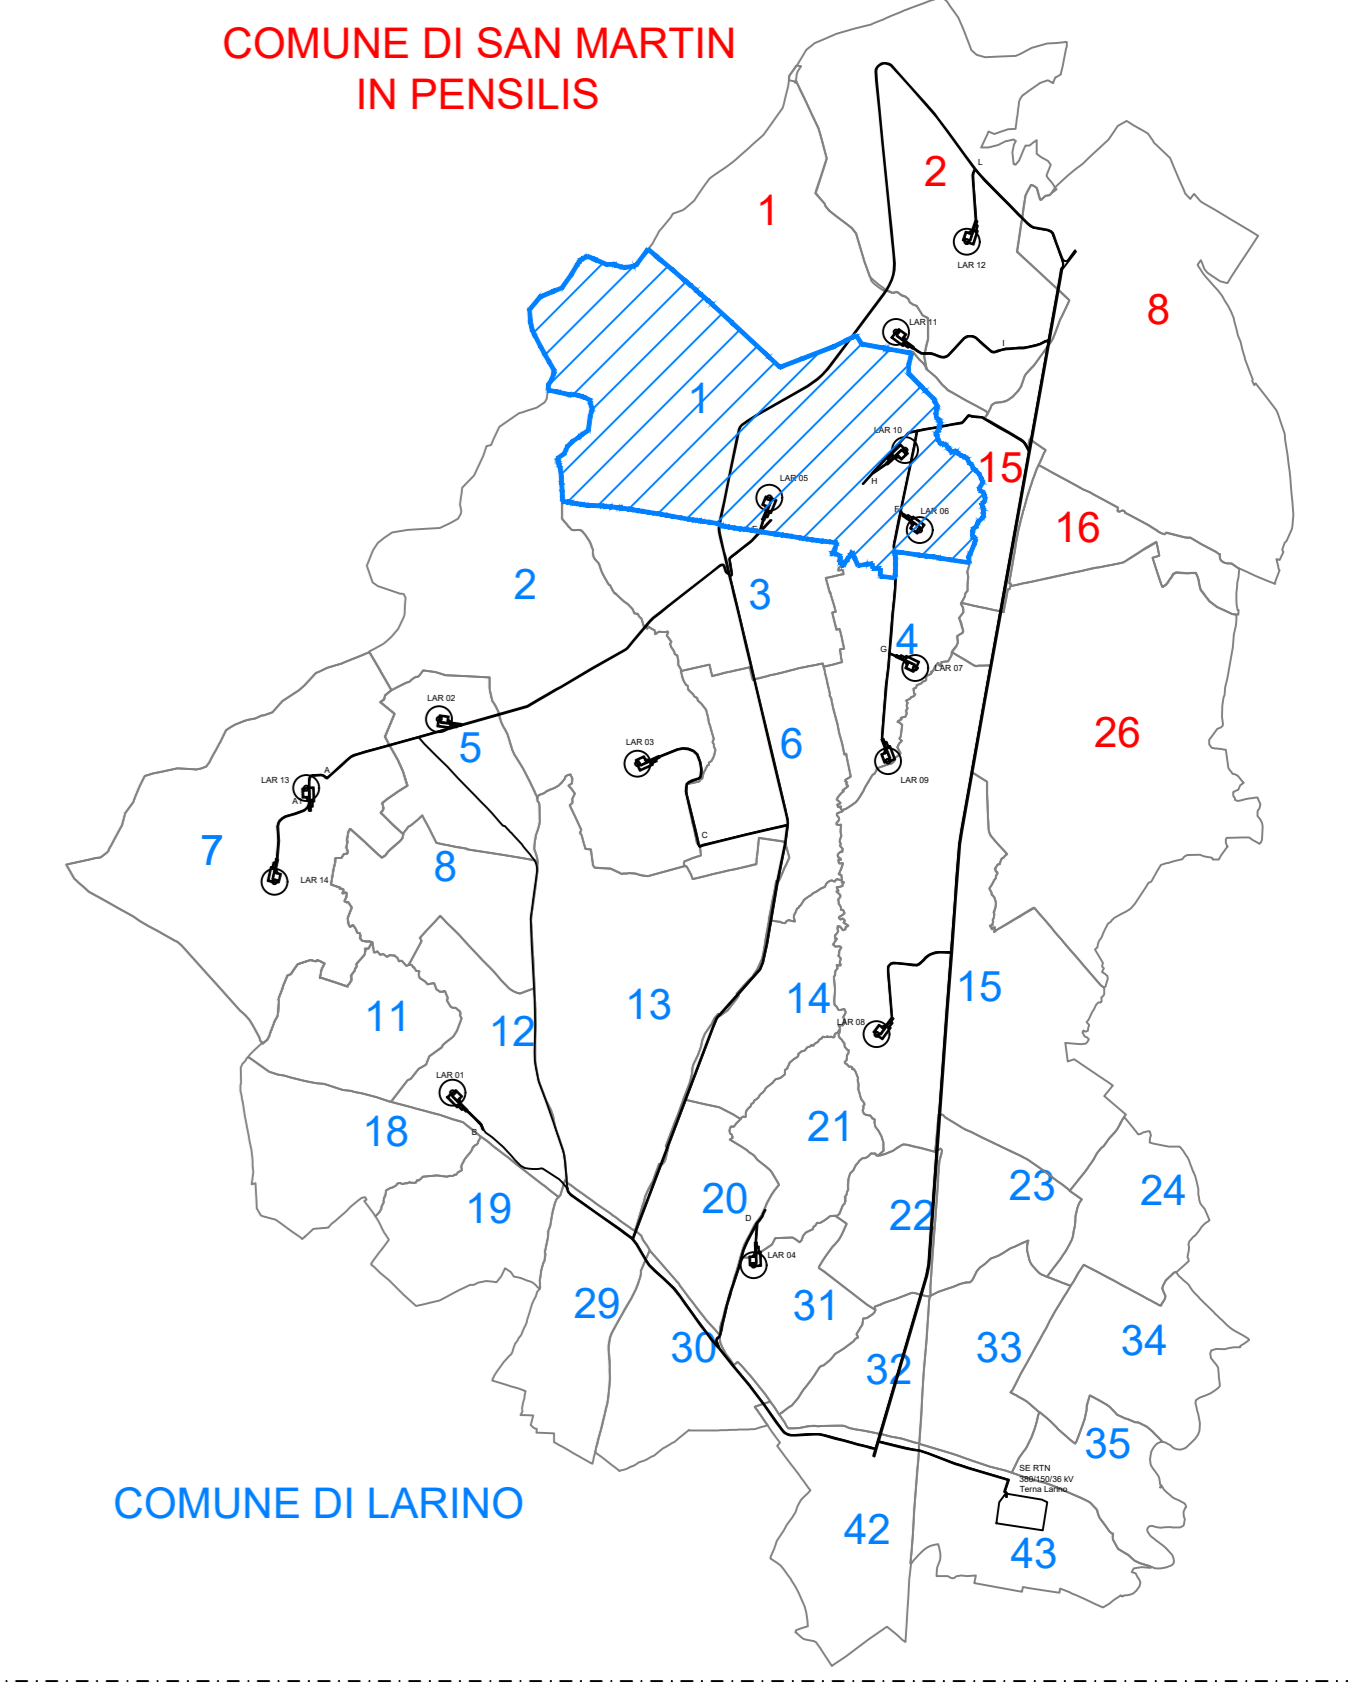 COMUNE DI SAN MARTIN
IN PENSILIS
L
2
1
LAR 12
8
LAR 11
I
1
LAR 10
15
LAR 05
H
F
LAR 06
16
E
2
3
4
G
LAR 07
LAR 02
26
5
LAR 03
6
A
LAR 13
LAR 09
A1
C
7
8
LAR 14
15
14
13
11
LAR 08
12
LAR 01
21
18
B
23
24
20
19
22
D
LAR 04
29
31
30
33
34
32
35
SE RTN
380/150/36 kV
Terna Larino
COMUNE DI LARINO
42
43